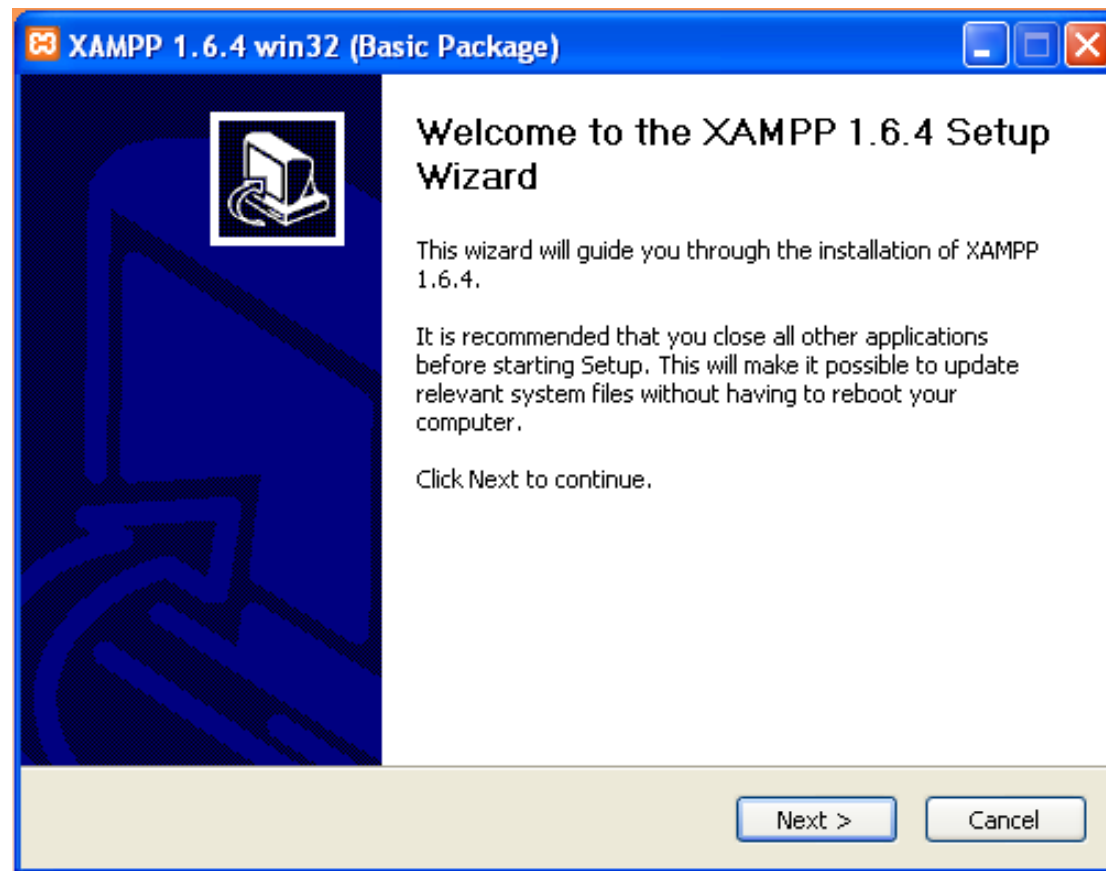 XAMPP 1.6.4 win32 (Basic Package)
Welcome to the XAMPP 1.6.4 Setup
Wizard
This wizard will guide you through the installation of XAMPP
1.6.4.
It is recommended that you close all other applications
before starting Setup. This will make it possible to update
relevant system files without having to reboot your
computer.
Click Next to continue.
Next >
Cancel